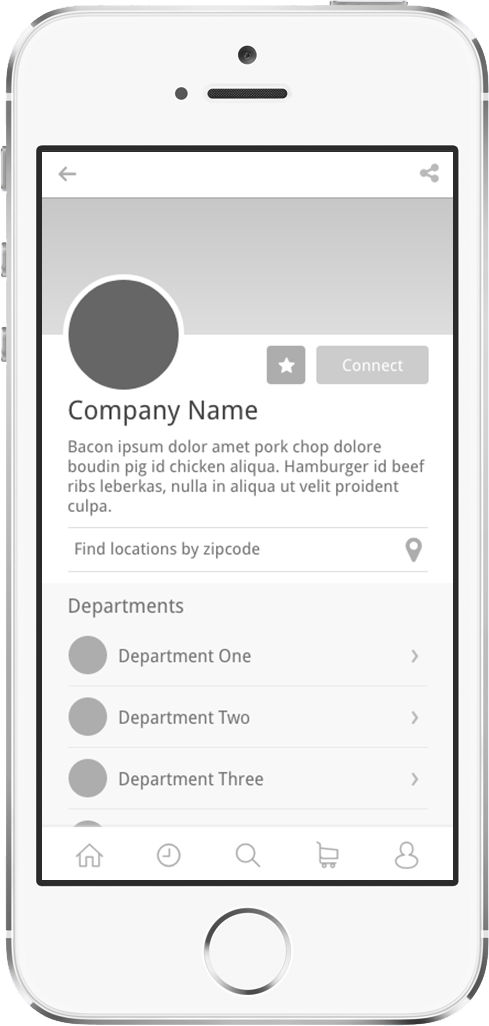 Connect
Company Name
Bacon ipsum dolor amet pork chop dolore
boudin pig id chicken aliqua. Hamburger id beef
ribs leberkas, nulla in aliqua ut velit proident
culpa.
Find locations by zipcode
Departments
Department One
Department Two
Department Three